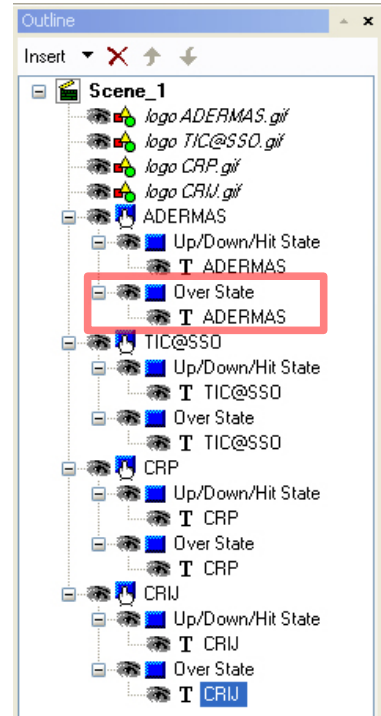 Outline
Insert
Scene_1
logo ADERMAS.gif
logo TIC@SSO.gif
logo CRP.gif
logo CRIJ.gif
ADERMAS
Up/Down/Hit State
T ADERMAS
Over State
T ADERMAS
TIC@SSO
Up/Down/Hit State
T TIC@SSO
Over State
T TIC@SSO
CRP
Up/Down/Hit State
T CRP
Over State
T CRP
CRIJ
Up/Down/Hit State
T CRIJ
Over State
T CRIJ